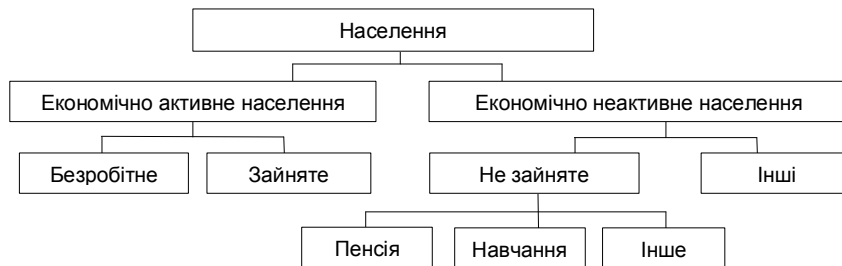 Населення
Економічно активне населення
Економічно неактивне населення
Безробітне
Зайняте
Не зайняте
Інші
Пенсія
Навчання
Інше